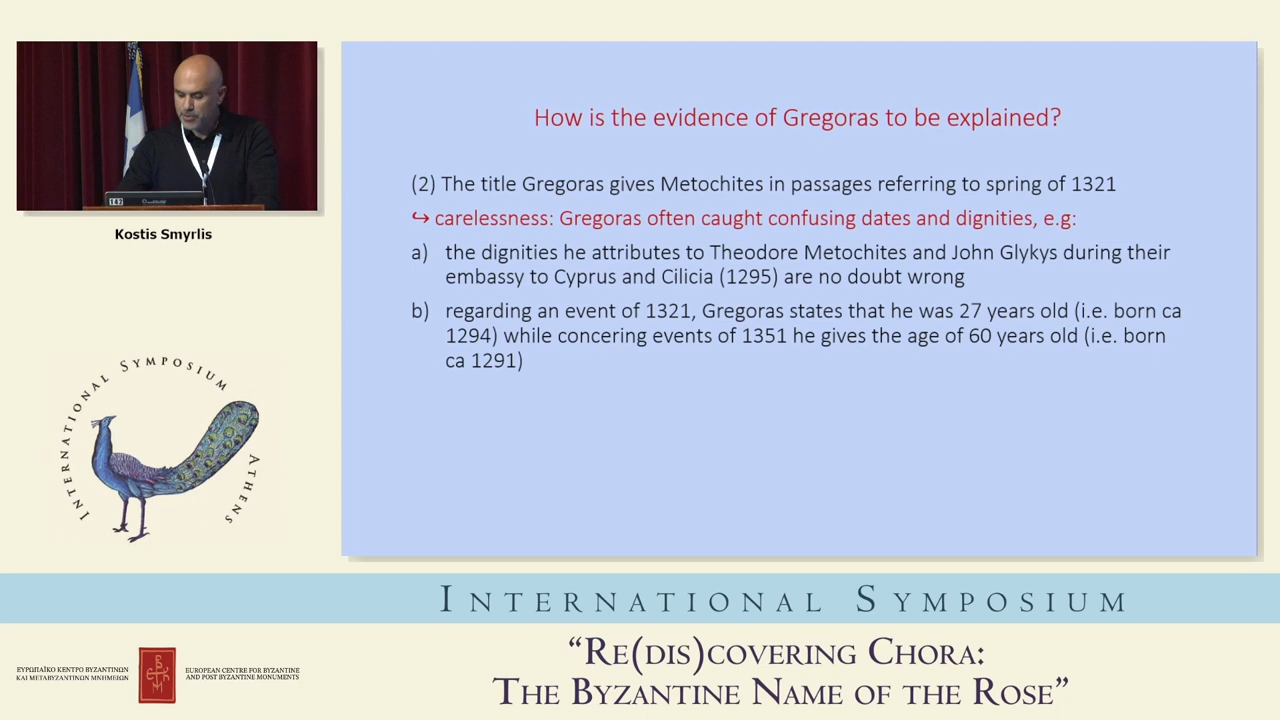 How is the evidence of Gregoras to be explained?
(2) The title Gregoras gives Metochites in passages referring to spring of 1321
↪ carelessness: Gregoras often caught confusing dates and dignities, e.g:
a) the dignities he attributes to Theodore Metochites and John Glykys during their
embassy to Cyprus and Cilicia (1295) are no doubt wrong
b) regarding an event of 1321, Gregoras states that he was 27 years old (i.e. born ca
1294) while concering events of 1351 he gives the age of 60 years old (i.e. born
ca 1291)
142
Kostis Smyrlis
INTERNATIONAL SYMPOSIUM ATHENS
INTERNATIONAL SYMPOSIUM
ΕΥΡΩΠΑΪΚΟ ΚΕΝΤΡΟ ΒΥΖΑΝΤΙΝΩΝ
ΚΑΙ ΜΕΤΑΒΥΖΑΝΤΙΝΩΝ ΜΝΗΜΕΙΩΝ
EUROPEAN CENTRE FOR BYZANTINE
AND POST BYZANTINE MONUMENTS
“RE(DIS)COVERING CHORA:
THE BYZANTINE NAME OF THE ROSE”